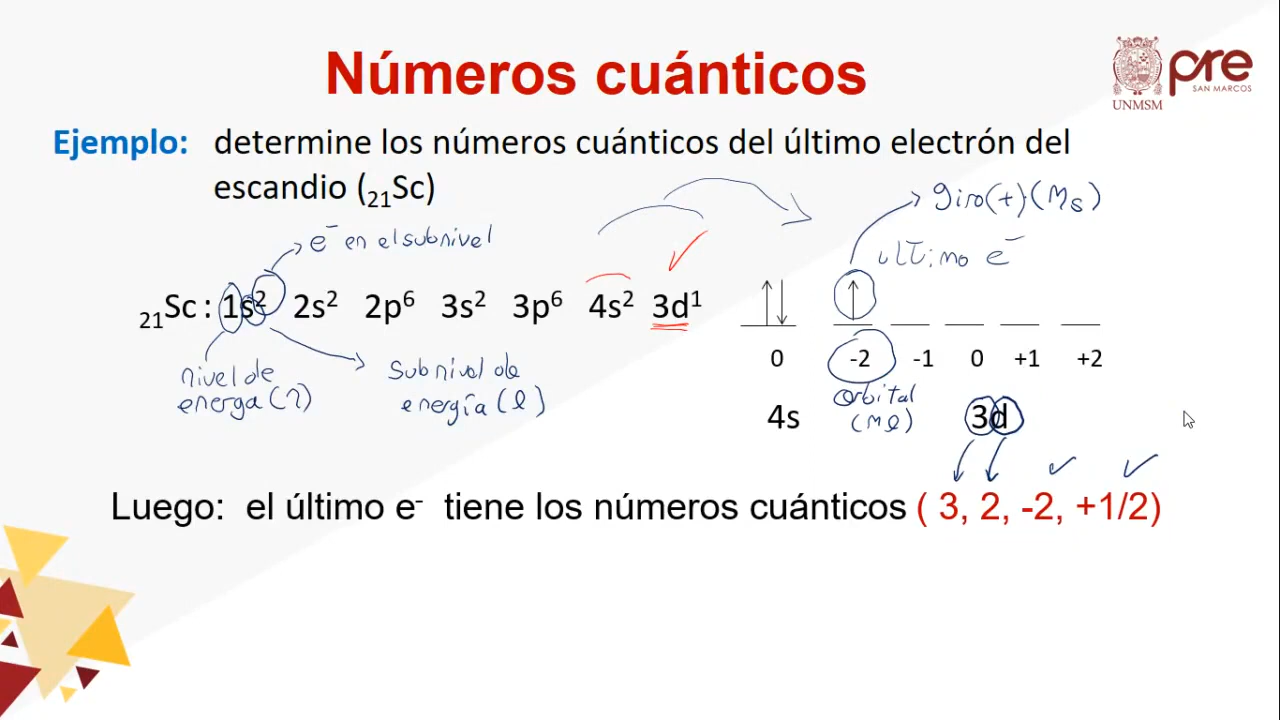 Números cuánticos
UNMSM
pre
SAN MARCOS
Ejemplo: determine los números cuánticos del último electrón del
escandio (₂₁Sc)
giro(+)(ms)
e⁻ en el subnivel
ultimo e⁻
₂₁Sc : 1s² 2s² 2p⁶ 3s² 3p⁶ 4s² 3d¹
0 -2 -1 0 +1 +2
nivel de
energa (n)
Subnivel de
energía (l)
orbital
(ml)
4s 3d
Luego: el último e⁻ tiene los números cuánticos ( 3, 2, -2, +1/2)